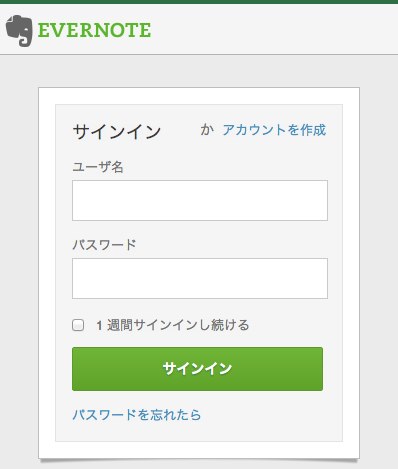 EVERNOTE
サインイン か アカウントを作成
ユーザ名
パスワード
1 週間サインインし続ける
サインイン
パスワードを忘れたら